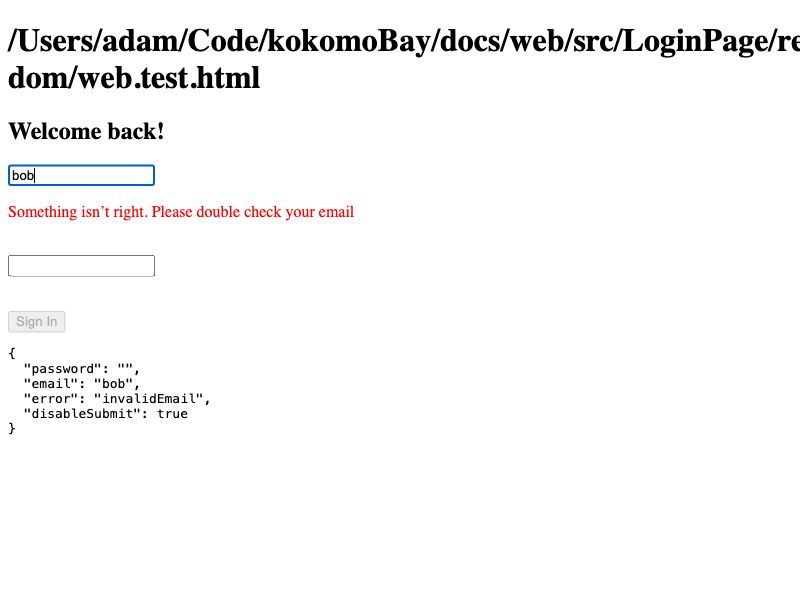 /Users/adam/Code/kokomoBay/docs/web/src/LoginPage/re
dom/web.test.html
Welcome back!
bob
Something isn’t right. Please double check your email
Sign In
{
  "password": "",
  "email": "bob",
  "error": "invalidEmail",
  "disableSubmit": true
}